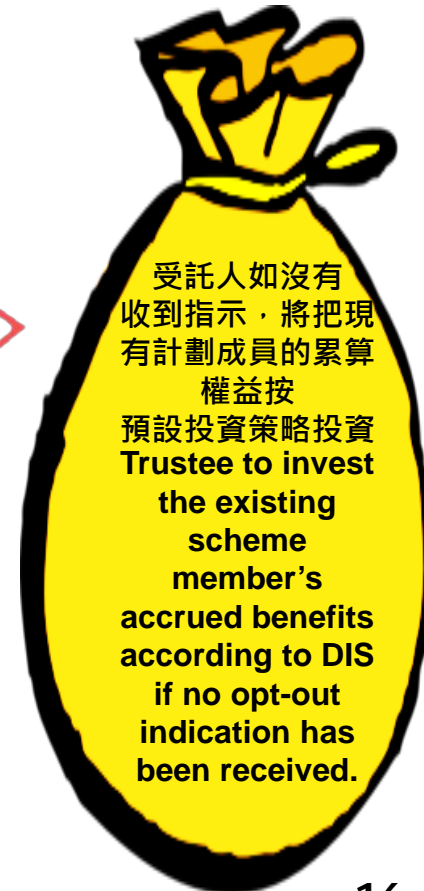 受託人如沒有
收到指示，將把現
有計劃成員的累算
權益按
預設投資策略投資
Trustee to invest
the existing
scheme
member’s
accrued benefits
according to DIS
if no opt-out
indication has
been received.